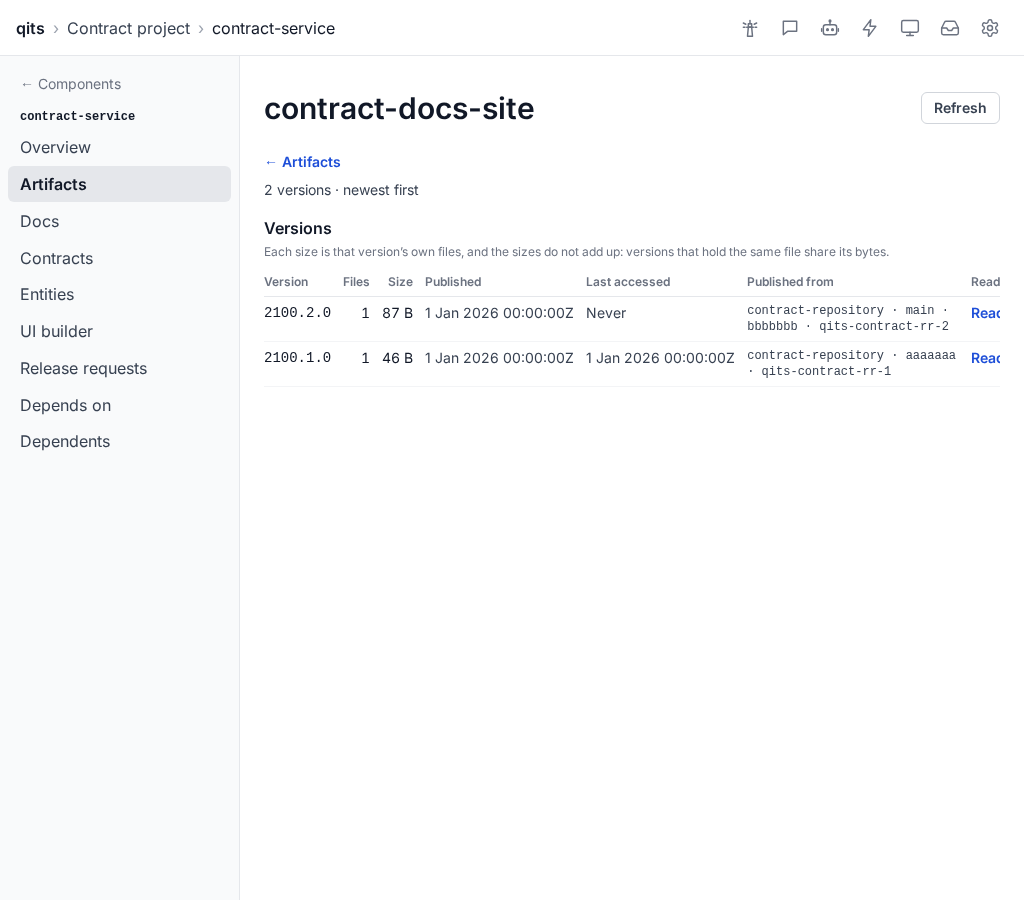 qits › Contract project › contract-service
← Components
contract-service
Overview
Artifacts
Docs
Contracts
Entities
UI builder
Release requests
Depends on
Dependents
contract-docs-site
Refresh
← Artifacts
2 versions · newest first
Versions
Each size is that version’s own files, and the sizes do not add up: versions that hold the same file share its bytes.
Version Files Size Published Last accessed Published from Read
2100.2.0 1 87 B 1 Jan 2026 00:00:00Z Never contract-repository · main · bbbbbbb · qits-contract-rr-2 Read
2100.1.0 1 46 B 1 Jan 2026 00:00:00Z 1 Jan 2026 00:00:00Z contract-repository · aaaaaaa · qits-contract-rr-1 Read